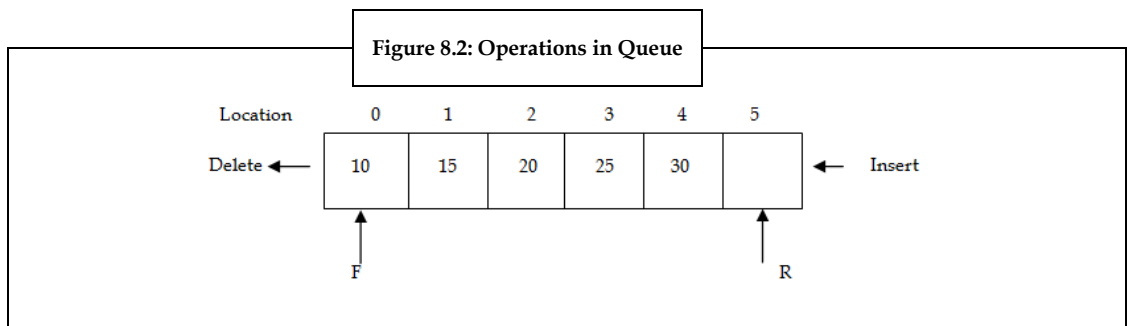 Figure 8.2: Operations in Queue
Location 0 1 2 3 4 5
Delete 10 15 20 25 30 Insert
F R